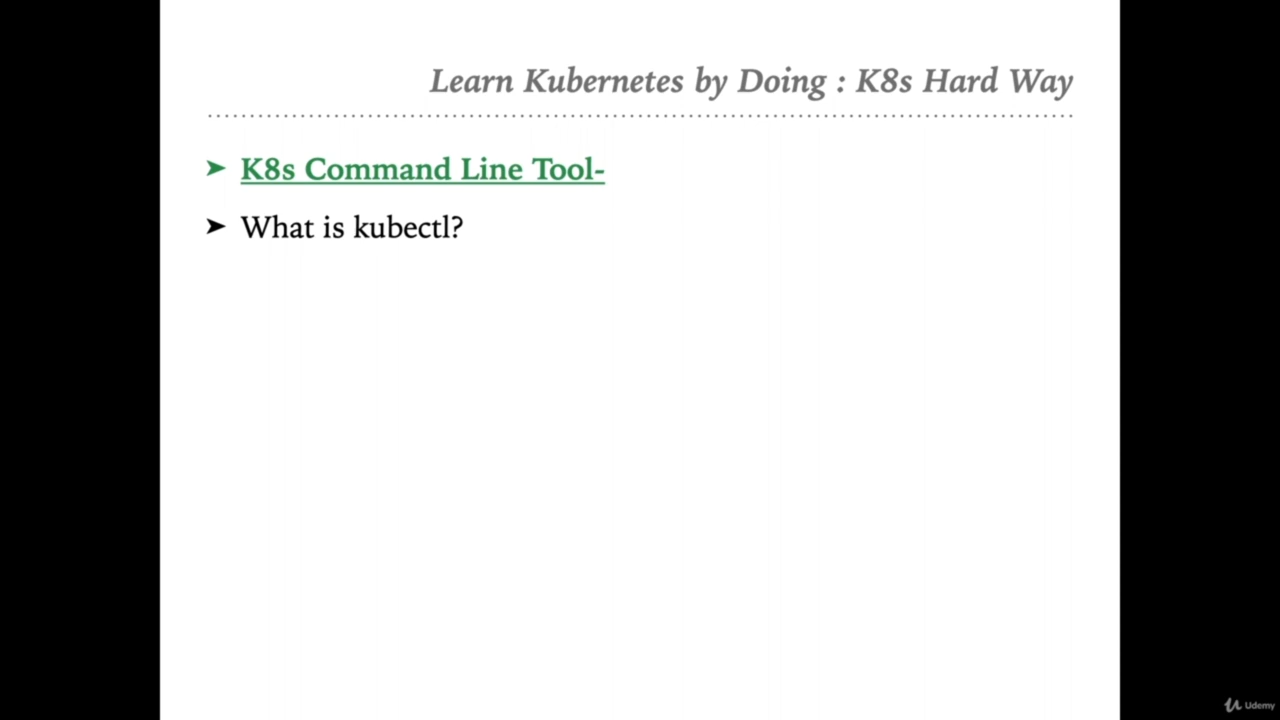 Learn Kubernetes by Doing : K8s Hard Way
➤ K8s Command Line Tool-
➤ What is kubectl?
Udemy